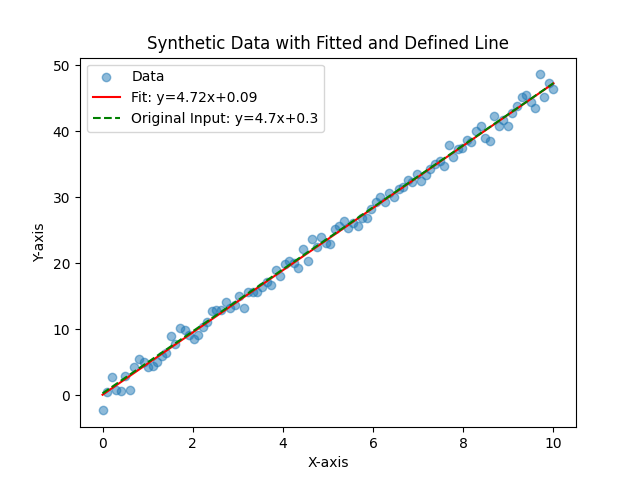 Synthetic Data with Fitted and Defined Line
50
40
30
20
10
0
Data
Fit: y=4.72x+0.09
Original Input: y=4.7x+0.3
Y-axis
0 2 4 6 8 10
X-axis